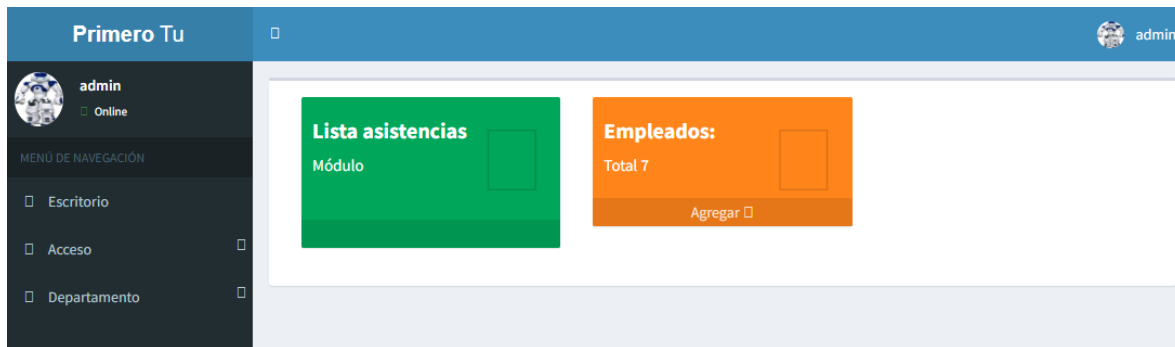 Primero Tu
admin
admin
Online
MENÚ DE NAVEGACIÓN
Escritorio
Acceso
Departamento
Lista asistencias
Módulo
Empleados:
Total 7
Agregar